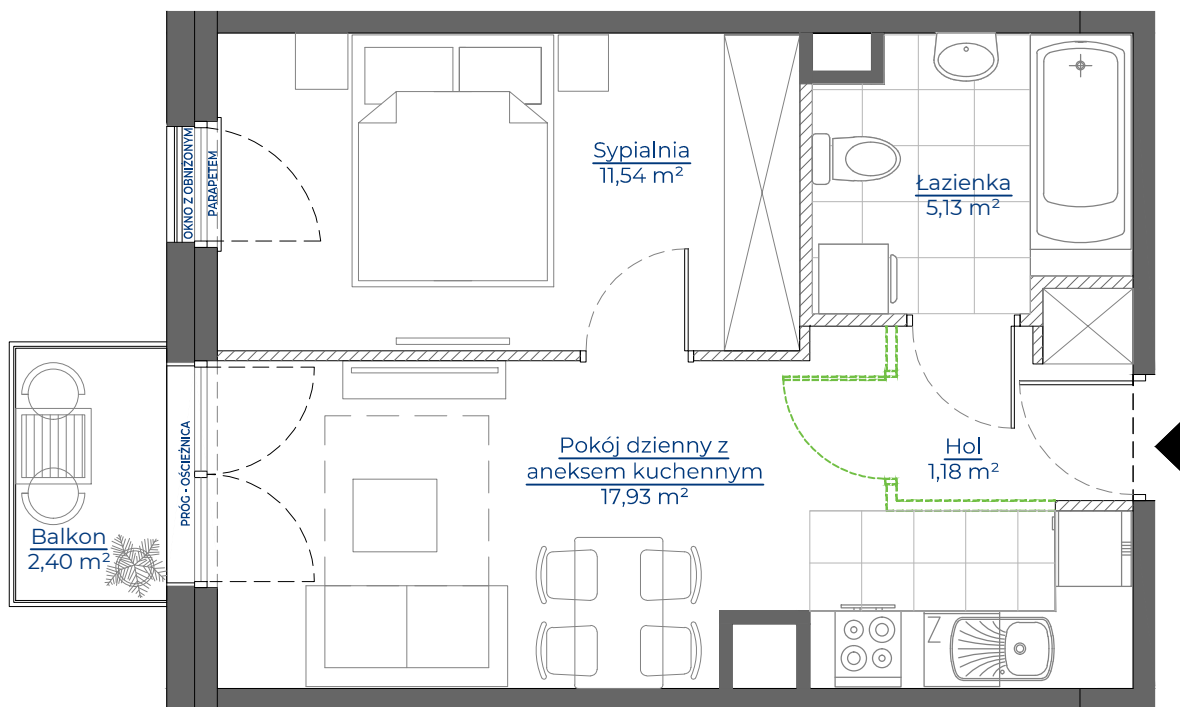 Sypialnia
11,54 m²
Łazienka
5,13 m²
OKNO Z OBNIŻONYM
PARAPETEM
Pokój dzienny z
aneksem kuchennym
17,93 m²
Hol
1,18 m²
PRÓG - OŚCIEŻNICA
Balkon
2,40 m²
Z